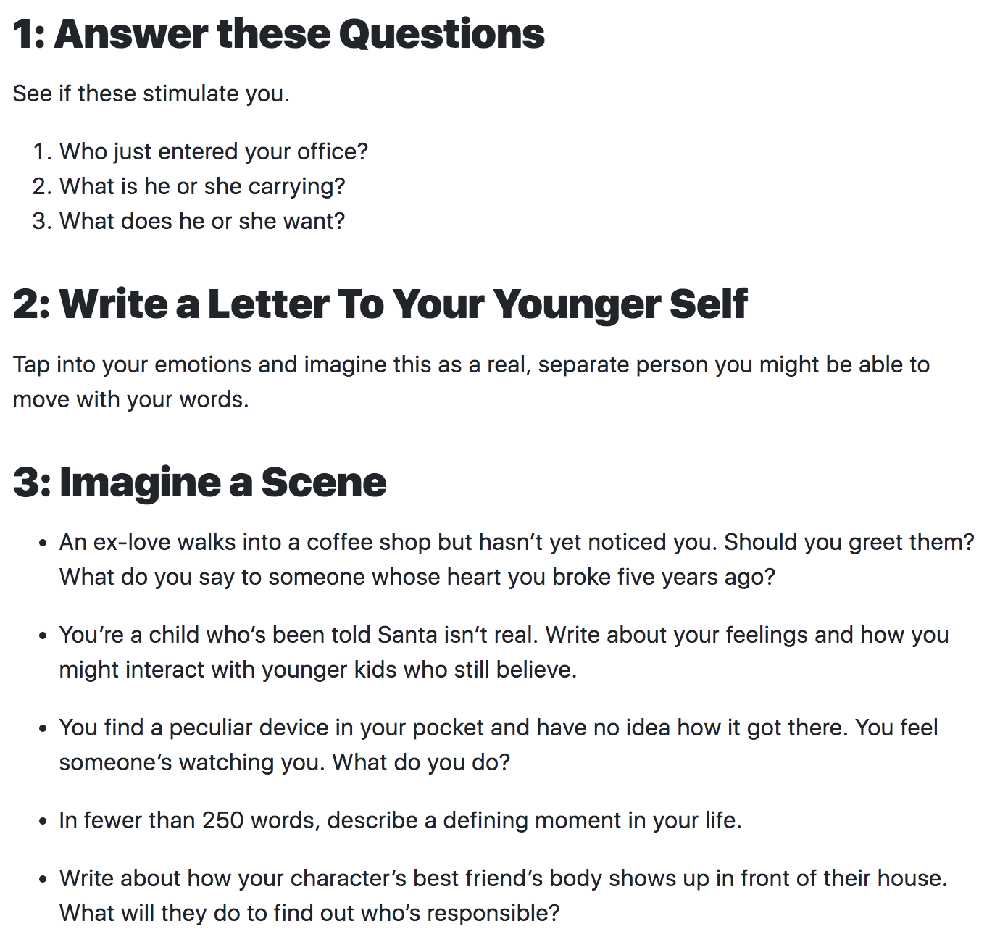 1: Answer these Questions
See if these stimulate you.
1. Who just entered your office?
2. What is he or she carrying?
3. What does he or she want?
2: Write a Letter To Your Younger Self
Tap into your emotions and imagine this as a real, separate person you might be able to
move with your words.
3: Imagine a Scene
• An ex-love walks into a coffee shop but hasn’t yet noticed you. Should you greet them?
What do you say to someone whose heart you broke five years ago?
• You’re a child who’s been told Santa isn’t real. Write about your feelings and how you
might interact with younger kids who still believe.
• You find a peculiar device in your pocket and have no idea how it got there. You feel
someone’s watching you. What do you do?
• In fewer than 250 words, describe a defining moment in your life.
• Write about how your character’s best friend’s body shows up in front of their house.
What will they do to find out who’s responsible?